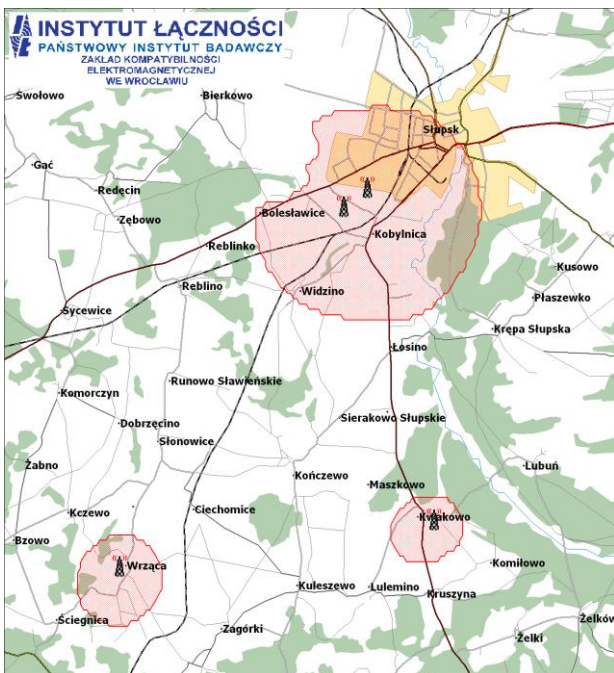 INSTYTUT ŁĄCZNOŚCI
PAŃSTWOWY INSTYTUT BADAWCZY
ZAKŁAD KOMPATYBILNOŚCI
ELEKTROMAGNETYCZNEJ
WE WROCŁAWIU
Swołowo
Bierkowo
Słupsk
Gać
Redęcin
Zębowo
Bolesławice
Kobylnica
Reblinko
Kusowo
Reblino
Widzino
Płaszewko
Sycewice
Krępa Słupska
Łosino
Runowo Sławieńskie
Komorczyn
Dobrzęcino
Sierakowo Słupskie
Słonowice
Żabno
Lubuń
Kończewo
Maszkowo
Kczewo
Ciechomice
Kwakowo
Bzowo
Wrząca
Komiłowo
Kuleszewo
Lulemino
Kruszyna
Ściegnica
Zagórki
Żelki
Żelków